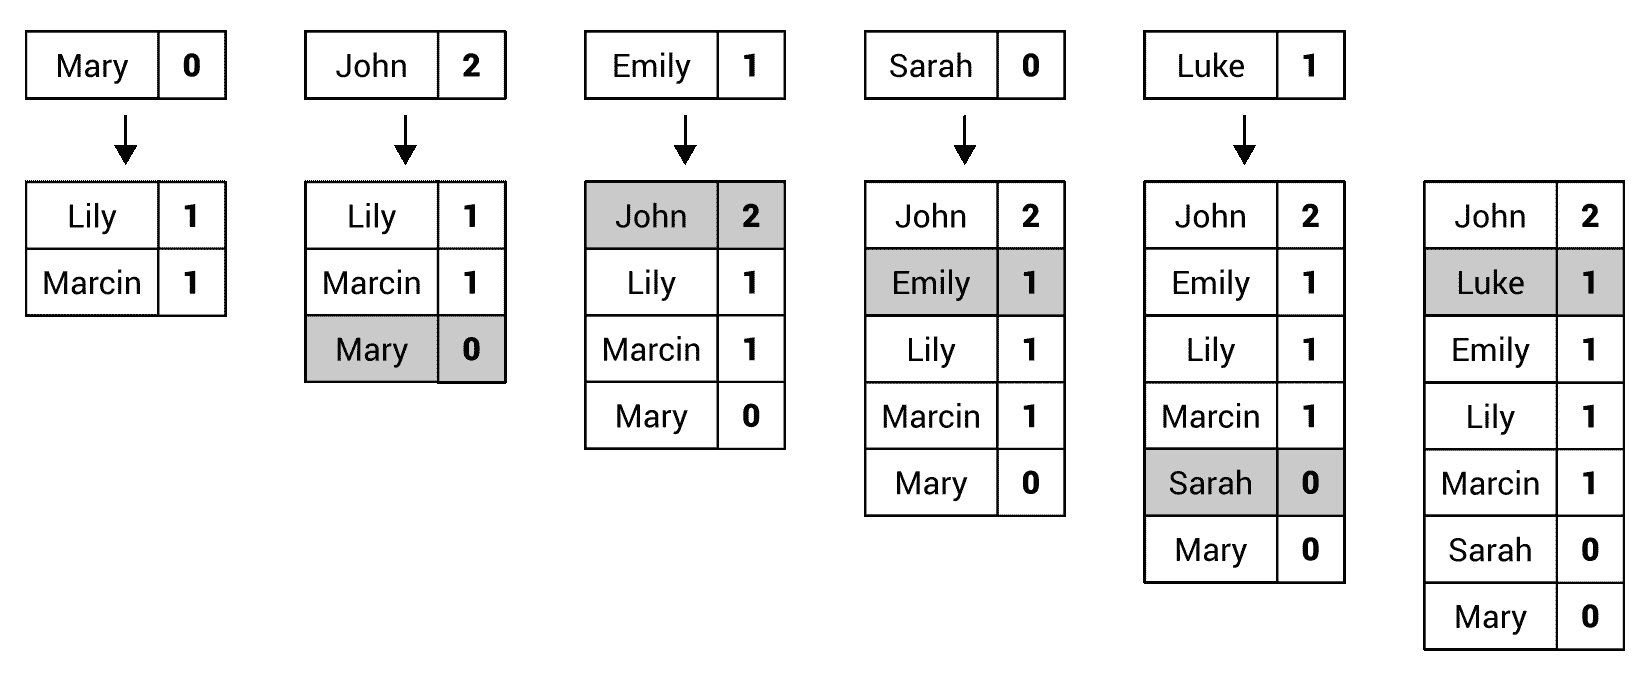 Mary 0 John 2 Emily 1 Sarah 0 Luke 1
Lily 1 Lily 1 John 2 John 2 John 2 John 2
Marcin 1 Marcin 1 Lily 1 Emily 1 Emily 1 Luke 1
Mary 0 Marcin 1 Lily 1 Lily 1 Emily 1
Mary 0 Marcin 1 Marcin 1 Lily 1
Mary 0 Sarah 0 Marcin 1
Mary 0 Sarah 0
Mary 0